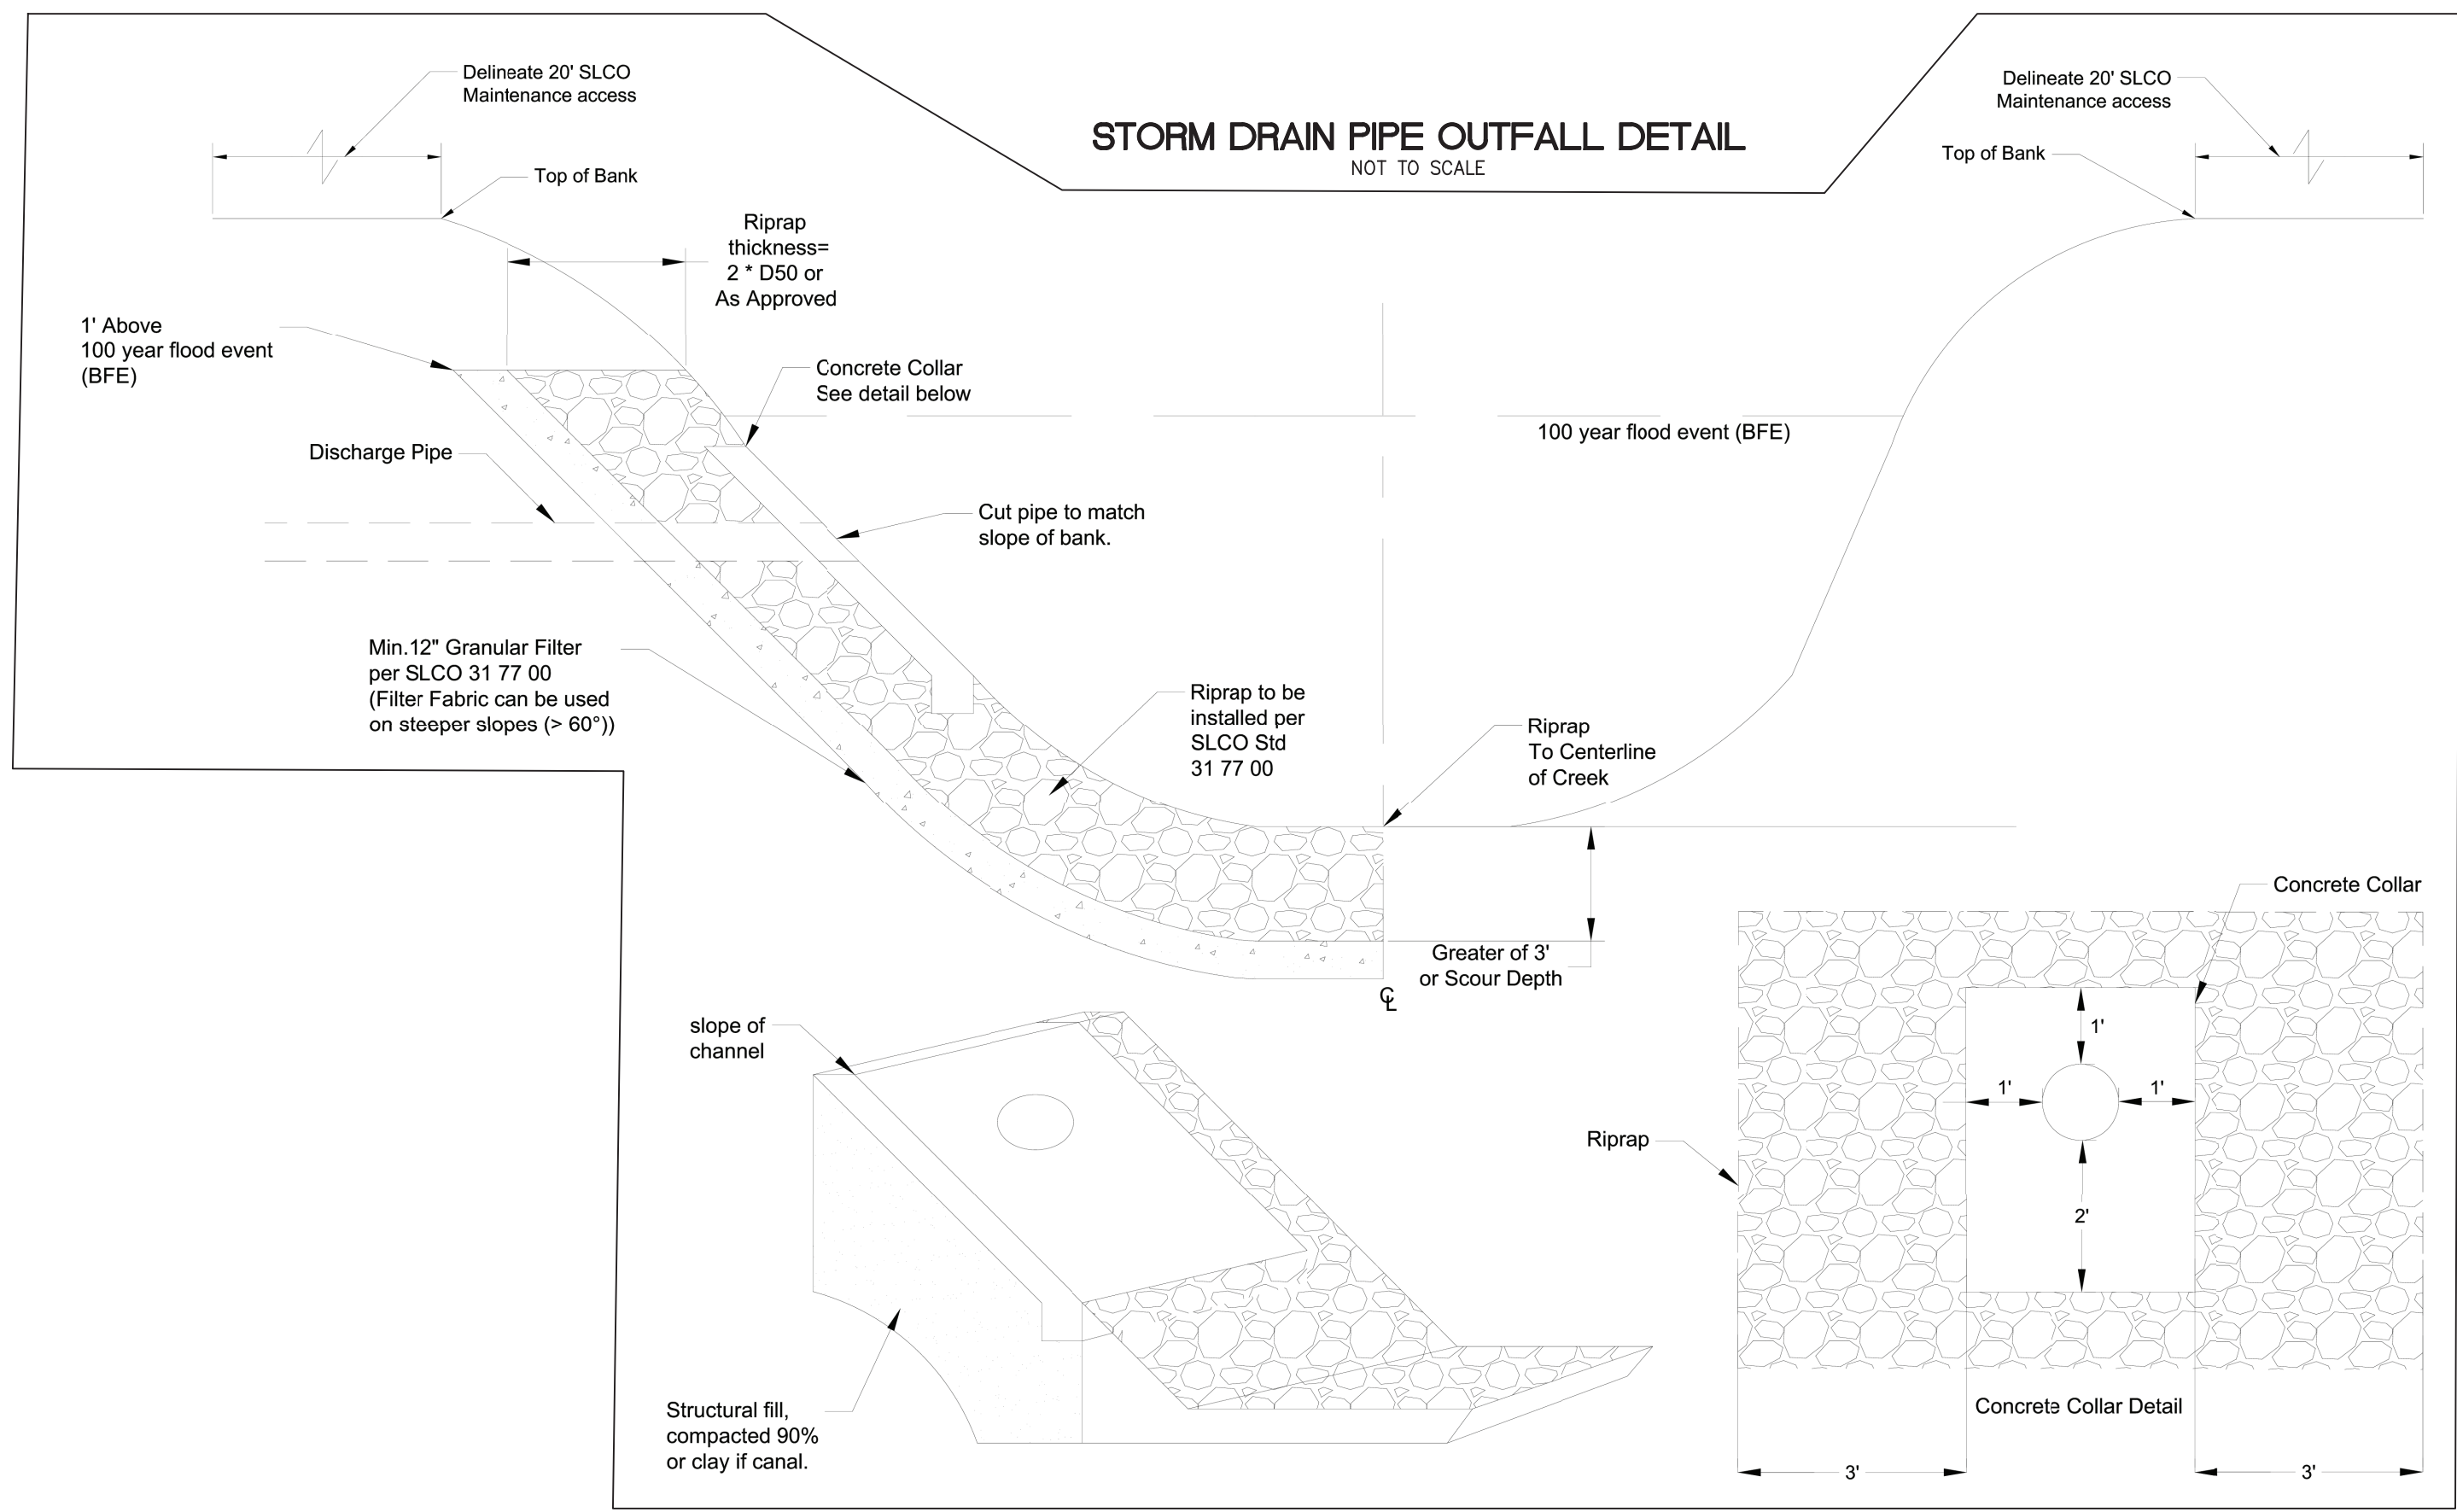 Delineate 20' SLCO
Maintenance access
Top of Bank
STORM DRAIN PIPE OUTFALL DETAIL
NOT TO SCALE
Delineate 20' SLCO
Maintenance access
Top of Bank
Riprap
thickness=
2 * D50 or
As Approved
1' Above
100 year flood event
(BFE)
Concrete Collar
See detail below
100 year flood event (BFE)
Discharge Pipe
Cut pipe to match
slope of bank.
Min.12" Granular Filter
per SLCO 31 77 00
(Filter Fabric can be used
on steeper slopes (> 60°))
Riprap to be
installed per
SLCO Std
31 77 00
Riprap
To Centerline
of Creek
Greater of 3'
or Scour Depth
℄
slope of
channel
Structural fill,
compacted 90%
or clay if canal.
Concrete Collar
1'
1'
1'
Riprap
2'
Concrete Collar Detail
3'
3'